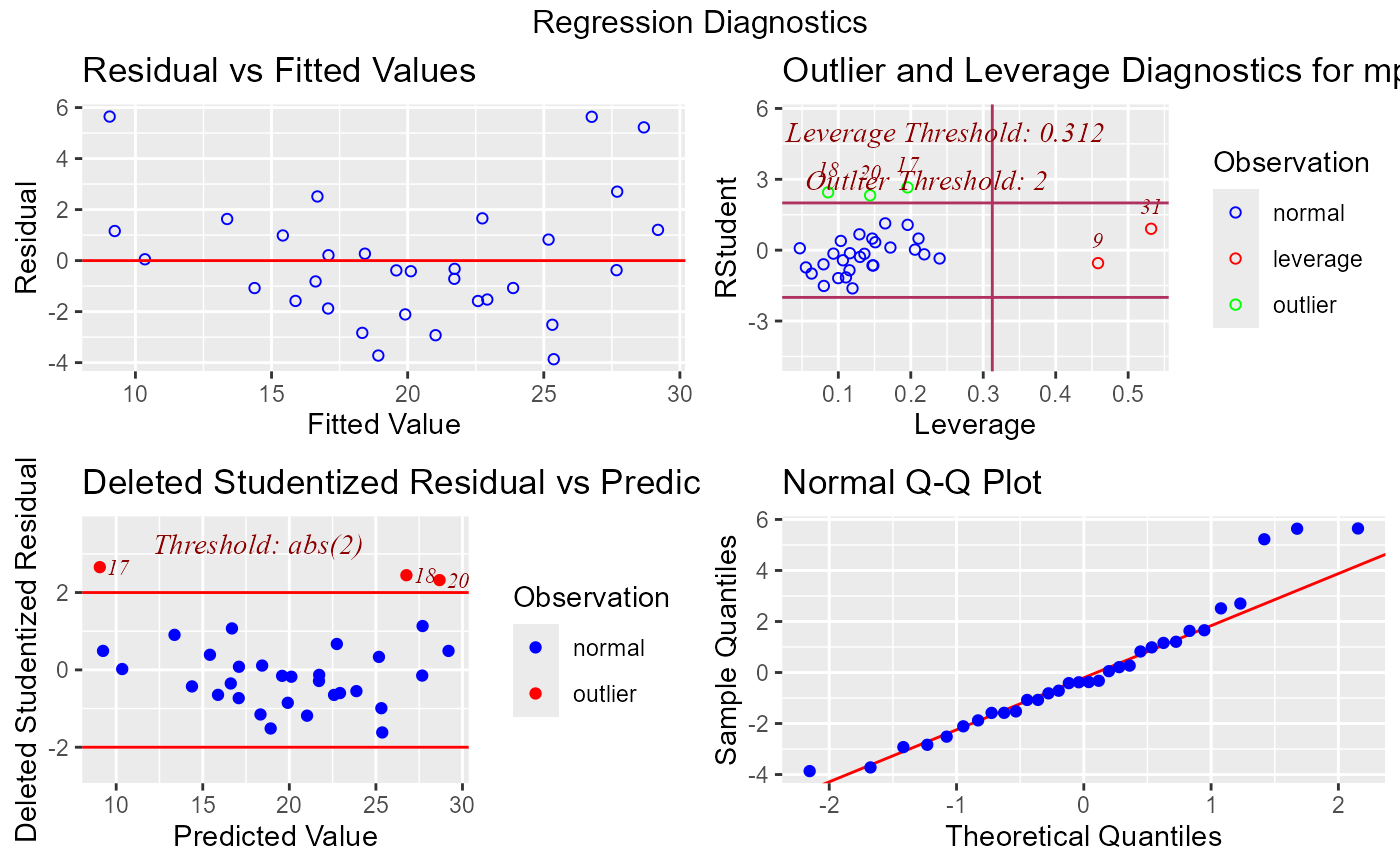 Regression Diagnostics
Residual vs Fitted Values
6
4
2
0
-2
-4
Residual
10 15 20 25 30
Fitted Value
Outlier and Leverage Diagnostics for mp
6
3
0
-3
RStudent
Leverage Threshold: 0.312
Outlier Threshold: 2
18 20 17
31
9
0.1 0.2 0.3 0.4 0.5
Leverage
Observation
normal
leverage
outlier
Deleted Studentized Residual vs Predic
Deleted Studentized Residual
2
0
-2
Threshold: abs(2)
17
18
20
10 15 20 25 30
Predicted Value
Observation
normal
outlier
Normal Q-Q Plot
6
4
2
0
-2
-4
Sample Quantiles
-2 -1 0 1 2
Theoretical Quantiles